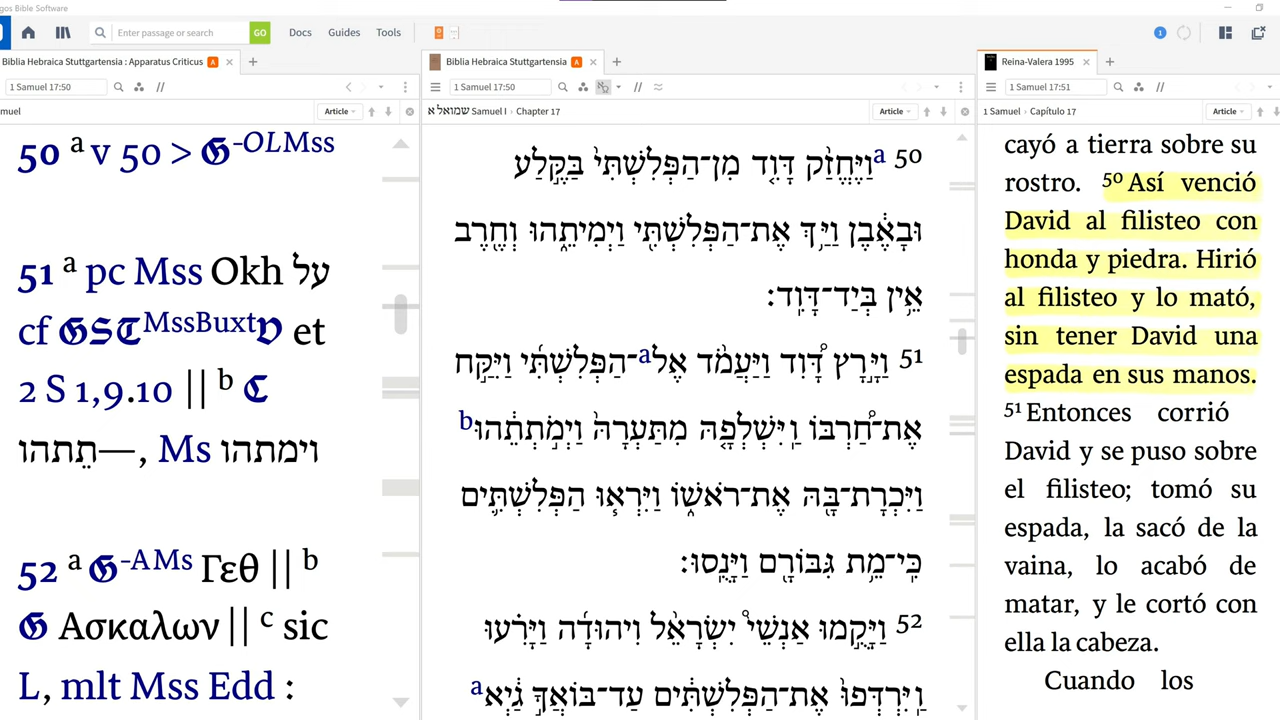 gos Bible Software
Enter passage or search GO Docs Guides Tools 1
Biblia Hebraica Stuttgartensia : Apparatus Criticus A
1 Samuel 17:50
muel Article
50 a v 50 > 𝕲-OLMss
51 a pc Mss Okh על
cf 𝕲𝕾𝕿MssBuxt𝖁 et
2 S 1,9.10 || b 𝕮
—תֵתהו, Ms וימתהו
52 a 𝕲-AMs Γεθ || b
𝕲 Ασκαλων || c sic
L, mlt Mss Edd :
Biblia Hebraica Stuttgartensia A
1 Samuel 17:50
שמואל א Samuel I › Chapter 17 Article
50 aוַיֶּחֱזַ֨ק דָּוִ֤ד מִן־הַפְּלִשְׁתִּי֙ בַּקֶּ֣לַע
וּבָאֶ֔בֶן וַיַּ֥ךְ אֶת־הַפְּלִשְׁתִּ֖י וַיְמִיתֵ֑הוּ וְחֶ֖רֶב
אֵ֥ין בְּיַד־דָּוִֽד׃
51 וַיָּ֣רָץ דָּ֠וִד וַיַּעֲמֹ֨ד אֶלa־הַפְּלִשְׁתִּ֜י וַיִּקַּ֣ח
אֶת־חַ֠רְבּוֹ וַֽיִּשְׁלְפָ֤הּ מִתַּעְרָהּ֙ וַיְמֹ֣תְתֵ֔הוּb
וַיִּכְרָת־בָּ֖הּ אֶת־רֹאשׁ֑וֹ וַיִּרְא֧וּ הַפְּלִשְׁתִּ֛ים
כִּֽי־מֵ֥ת גִּבּוֹרָ֖ם וַיָּנֻֽסוּ׃
52 וַיָּקֻ֣מוּ אַנְשֵׁי֩ יִשְׂרָאֵ֨ל וִיהוּדָ֜ה וַיָּרִ֗עוּ
וַֽיִּרְדְּפוּ֙ אֶת־הַפְּלִשְׁתִּ֔ים עַד־בּוֹאֲךָ֣ גַ֔יְאa
Reina-Valera 1995
1 Samuel 17:51
1 Samuel › Capítulo 17 Article
cayó a tierra sobre su
rostro. 50 Así venció
David al filisteo con
honda y piedra. Hirió
al filisteo y lo mató,
sin tener David una
espada en sus manos.
51 Entonces corrió
David y se puso sobre
el filisteo; tomó su
espada, la sacó de la
vaina, lo acabó de
matar, y le cortó con
ella la cabeza.
Cuando los